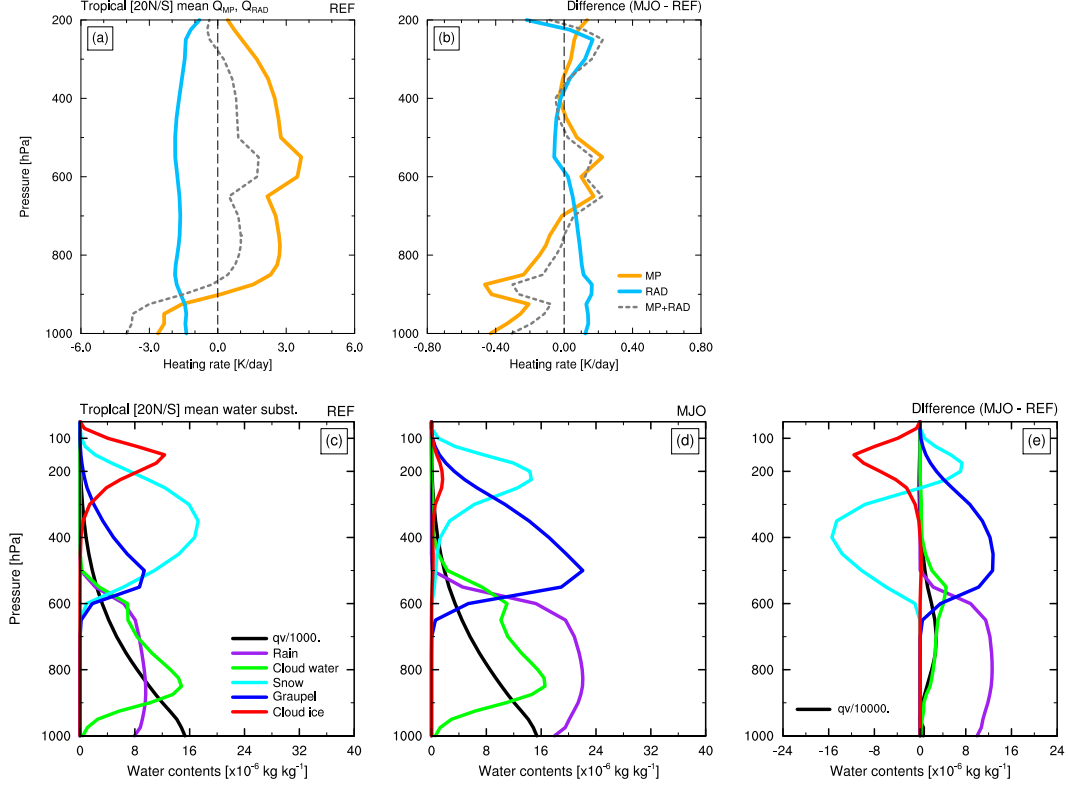 Tropical [20N/S] mean Q_MP, Q_RAD REF
Difference (MJO - REF)
(a)
(b)
200
400
600
800
1000
Pressure [hPa]
-6.0 -3.0 0.0 3.0 6.0
Heating rate [K/day]
200
400
600
800
1000
MP
RAD
MP+RAD
-0.80 -0.40 0.00 0.40 0.80
Heating rate [K/day]
Tropical [20N/S] mean water subst. REF
MJO
Difference (MJO - REF)
(c)
(d)
(e)
100
200
300
400
600
800
1000
Pressure [hPa]
qv/1000.
Rain
Cloud water
Snow
Graupel
Cloud ice
0 8 16 24 32 40
Water contents [x10⁻⁶ kg kg⁻¹]
100
200
300
400
600
800
1000
0 8 16 24 32 40
Water contents [x10⁻⁶ kg kg⁻¹]
100
200
300
400
600
800
1000
qv/10000.
-24 -16 -8 0 8 16 24
Water contents [x10⁻⁶ kg kg⁻¹]